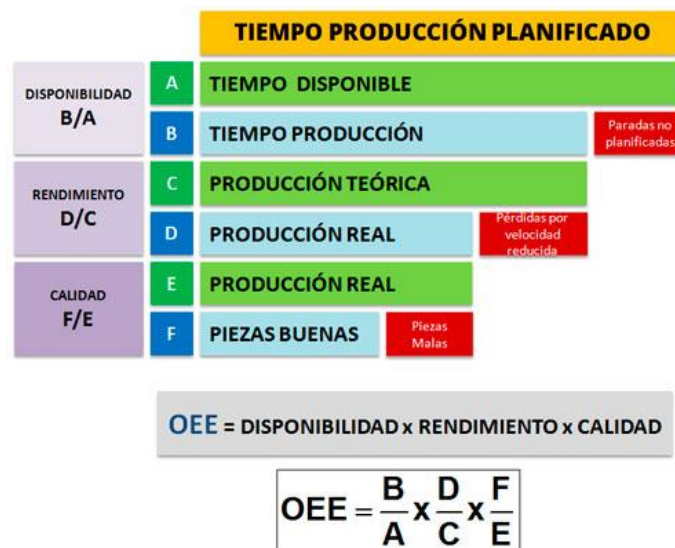 TIEMPO PRODUCCIÓN PLANIFICADO
DISPONIBILIDAD
B/A
A
TIEMPO DISPONIBLE
B
TIEMPO PRODUCCIÓN
Paradas no
planificadas
RENDIMIENTO
D/C
C
PRODUCCIÓN TEÓRICA
D
PRODUCCIÓN REAL
Pérdidas por
velocidad
reducida
CALIDAD
F/E
E
PRODUCCIÓN REAL
F
PIEZAS BUENAS
Piezas
Malas
OEE = DISPONIBILIDAD x RENDIMIENTO x CALIDAD
OEE = B/A x D/C x F/E